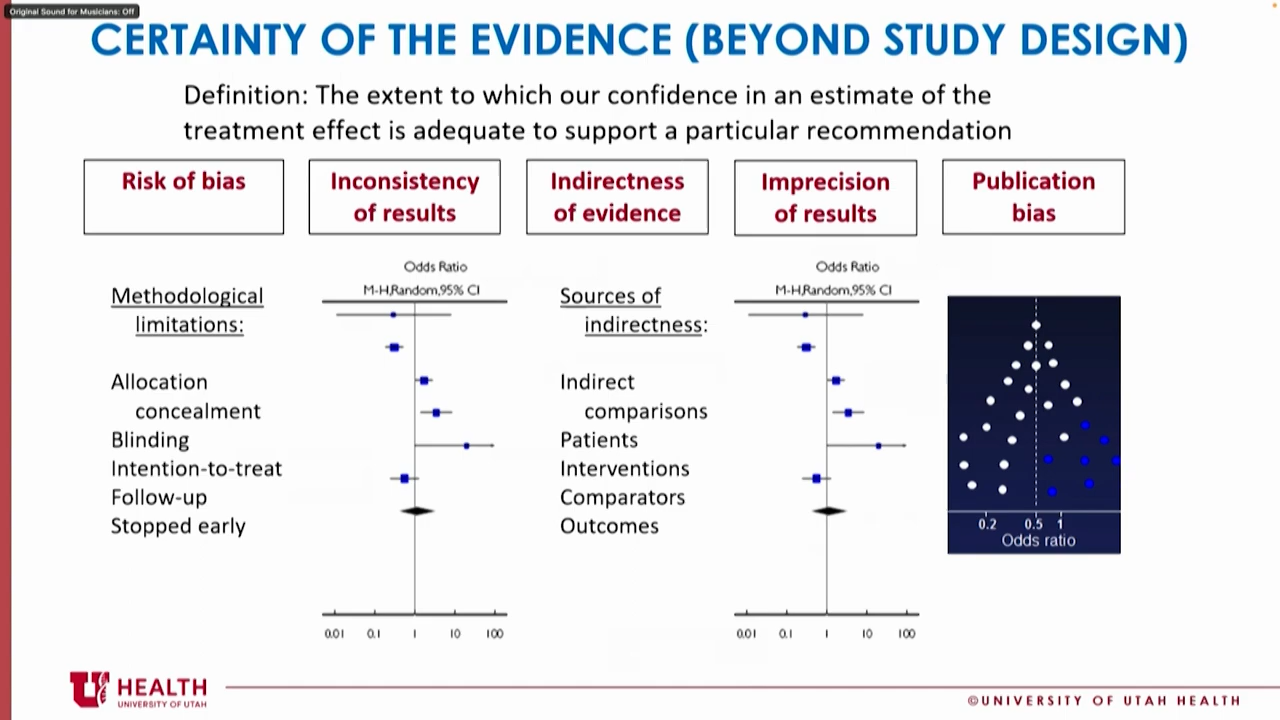 Original Sound for Musicians: Off
CERTAINTY OF THE EVIDENCE (BEYOND STUDY DESIGN)
Definition: The extent to which our confidence in an estimate of the
treatment effect is adequate to support a particular recommendation
Risk of bias
Inconsistency
of results
Indirectness
of evidence
Imprecision
of results
Publication
bias
Methodological
limitations:
Allocation
concealment
Blinding
Intention-to-treat
Follow-up
Stopped early
Odds Ratio
M-H,Random,95% CI
0.01 0.1 1 10 100
Sources of
indirectness:
Indirect
comparisons
Patients
Interventions
Comparators
Outcomes
Odds Ratio
M-H,Random,95% CI
0.01 0.1 1 10 100
0.2 0.5 1
Odds ratio
U HEALTH
UNIVERSITY OF UTAH
©UNIVERSITY OF UTAH HEALTH